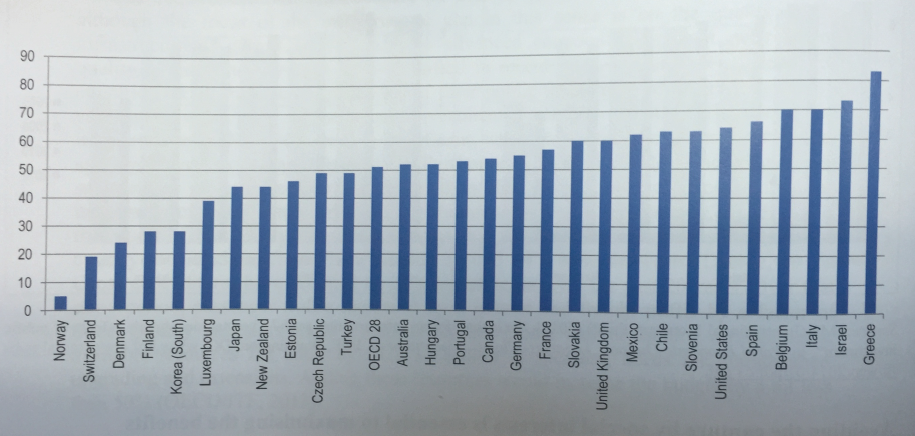 90
80
70
60
50
40
30
20
10
0
Norway
Switzerland
Denmark
Finland
Korea (South)
Luxembourg
Japan
New Zealand
Estonia
Czech Republic
Turkey
OECD 28
Australia
Hungary
Portugal
Canada
Germany
France
Slovakia
United Kingdom
Mexico
Chile
Slovenia
United States
Spain
Belgium
Italy
Israel
Greece